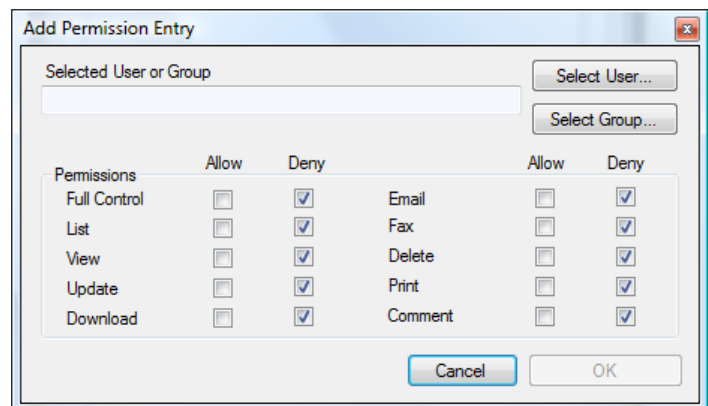 Add Permission Entry
Selected User or Group
Select User...
Select Group...
Allow Deny Allow Deny
Permissions
Full Control Email
List Fax
View Delete
Update Print
Download Comment
Cancel OK